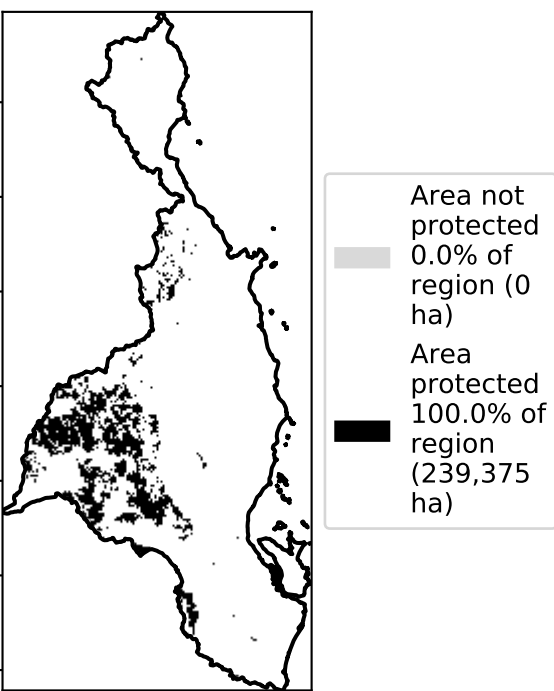 Area not
protected
0.0% of
region (0
ha)
Area
protected
100.0% of
region
(239,375
ha)